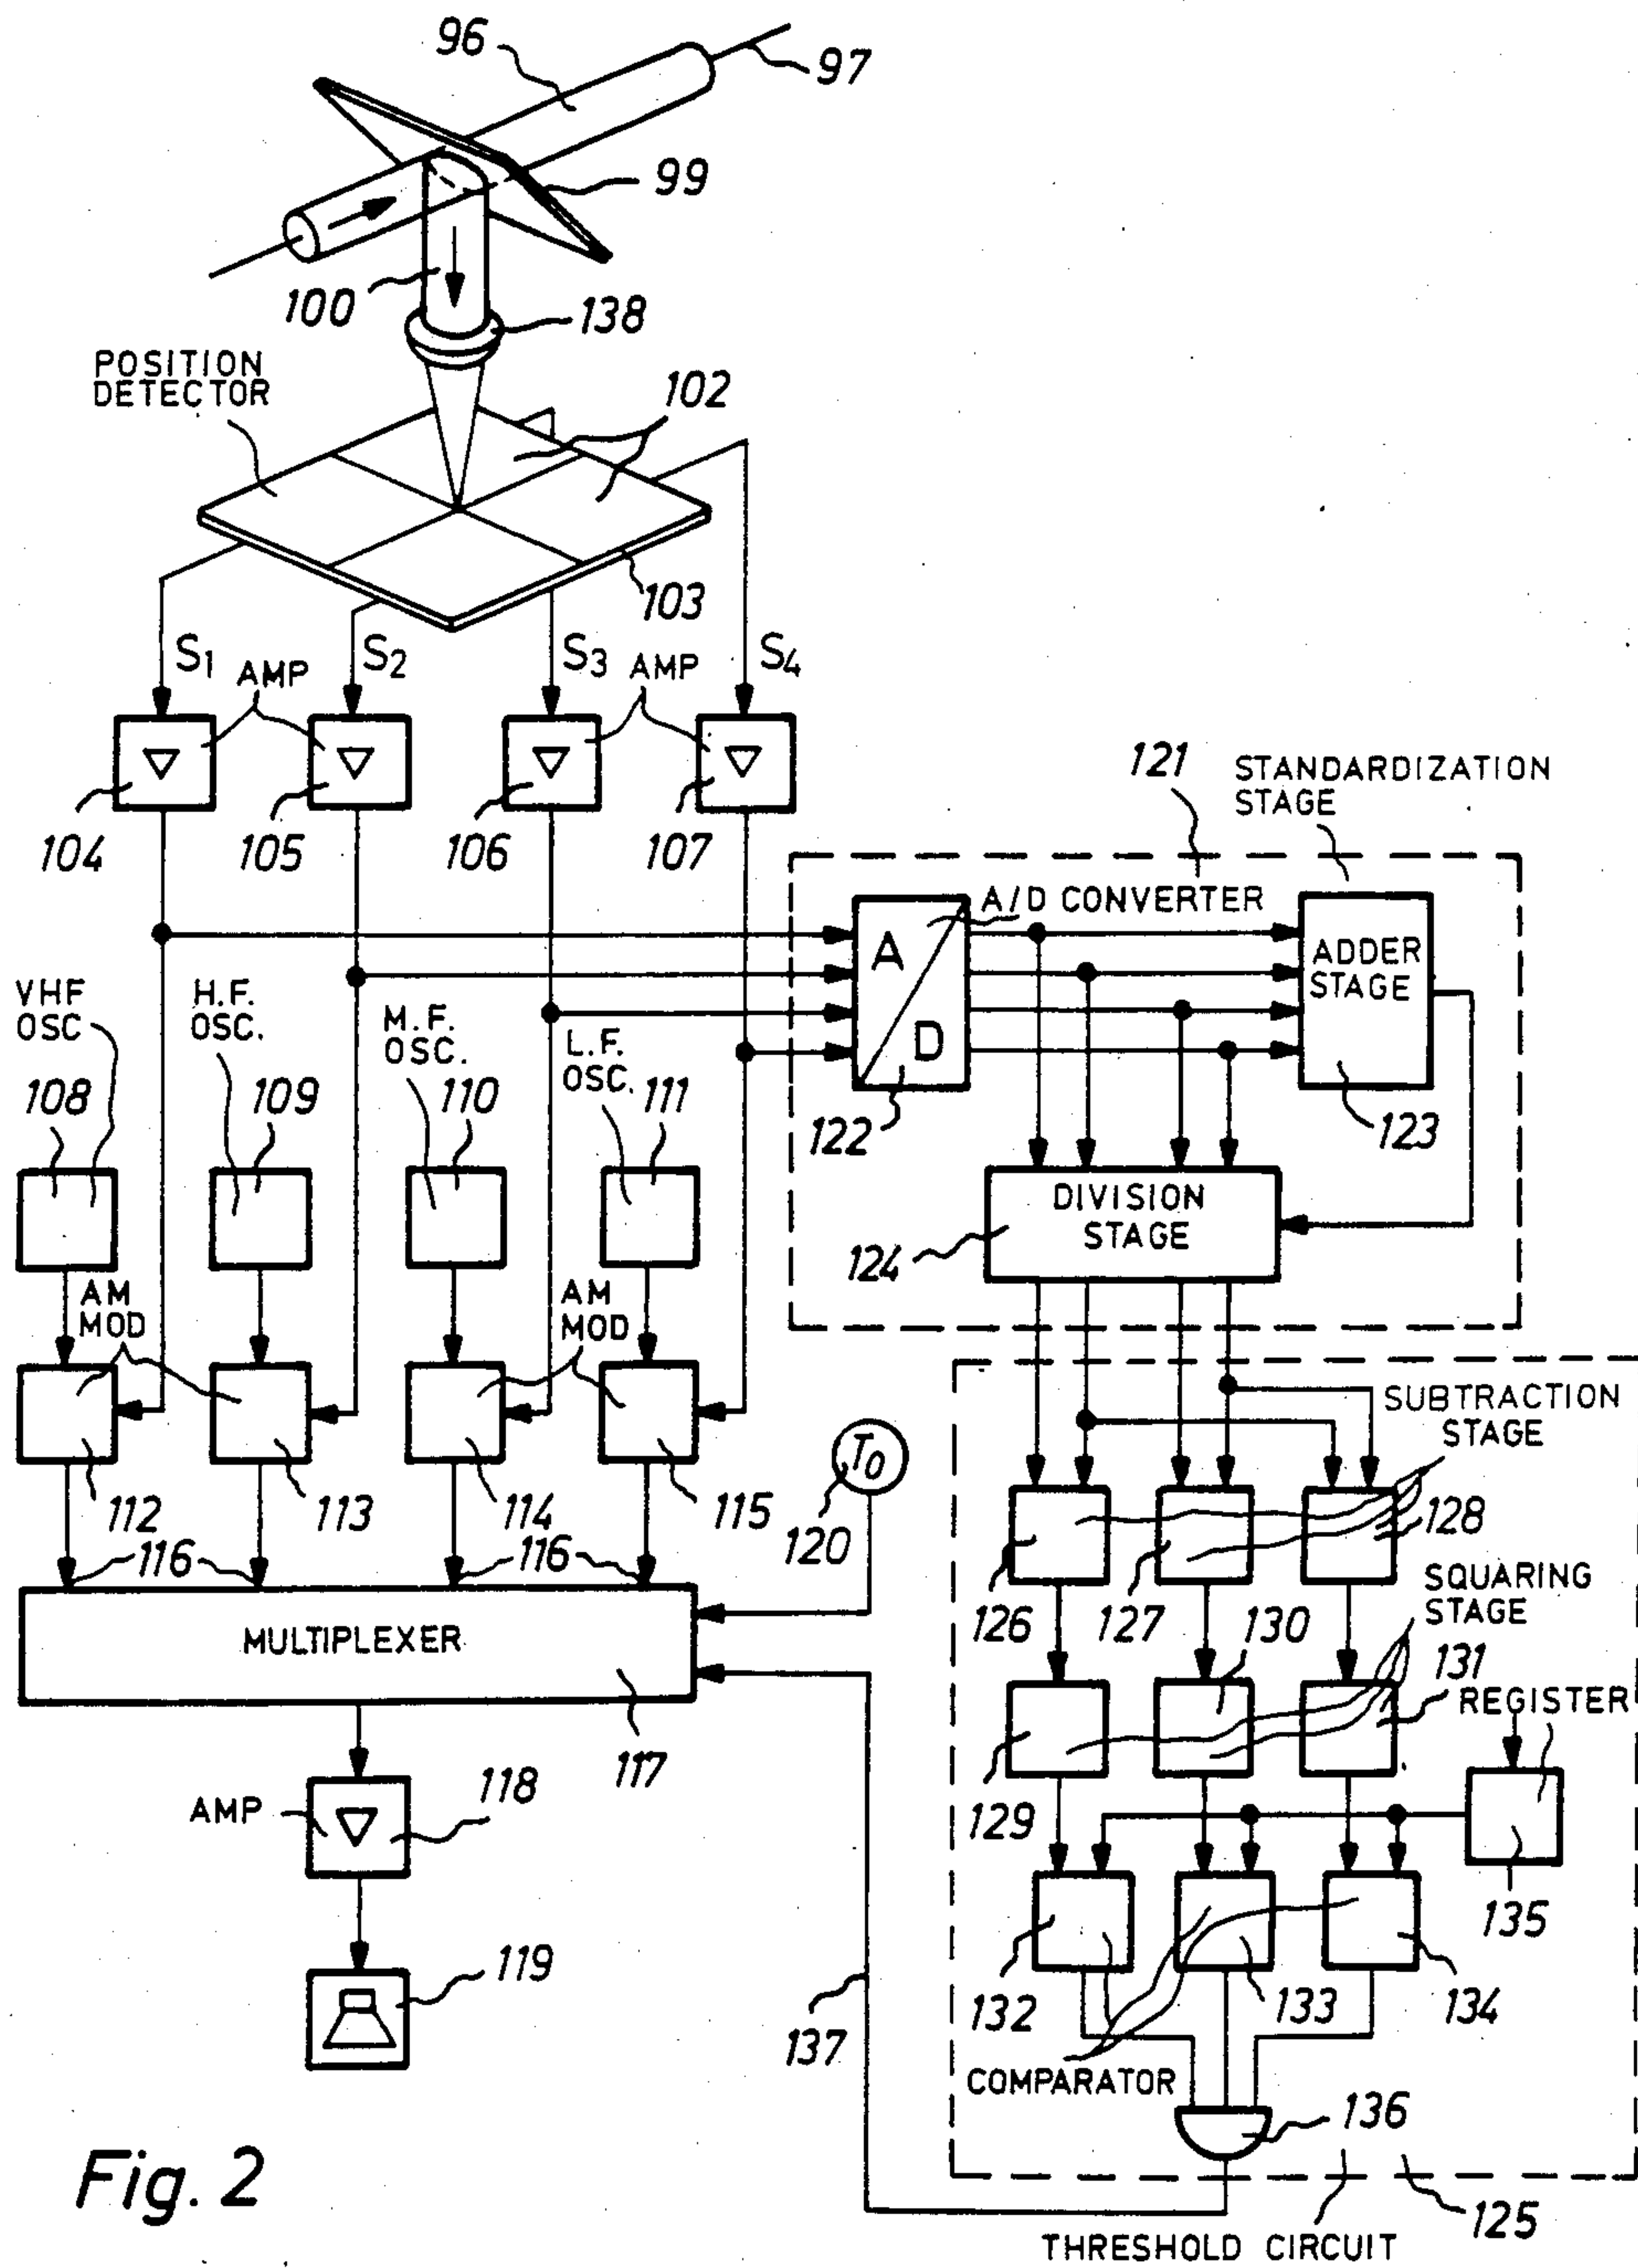 96
97
99
100
138
POSITION
DETECTOR
102
103
S1
AMP
S2
S3
AMP
S4
104
105
106
107
121
STANDARDIZATION
STAGE
A/D CONVERTER
A
D
122
ADDER
STAGE
123
VHF
OSC
H.F.
OSC.
M.F.
OSC.
L.F.
OSC.
108
109
110
111
DIVISION
STAGE
124
AM
MOD
AM
MOD
SUBTRACTION
STAGE
112
113
114
115
T0
120
116
116
126
127
128
MULTIPLEXER
117
SQUARING
STAGE
130
131
REGISTER
129
AMP
118
135
119
132
133
134
137
COMPARATOR
136
125
THRESHOLD CIRCUIT
Fig. 2